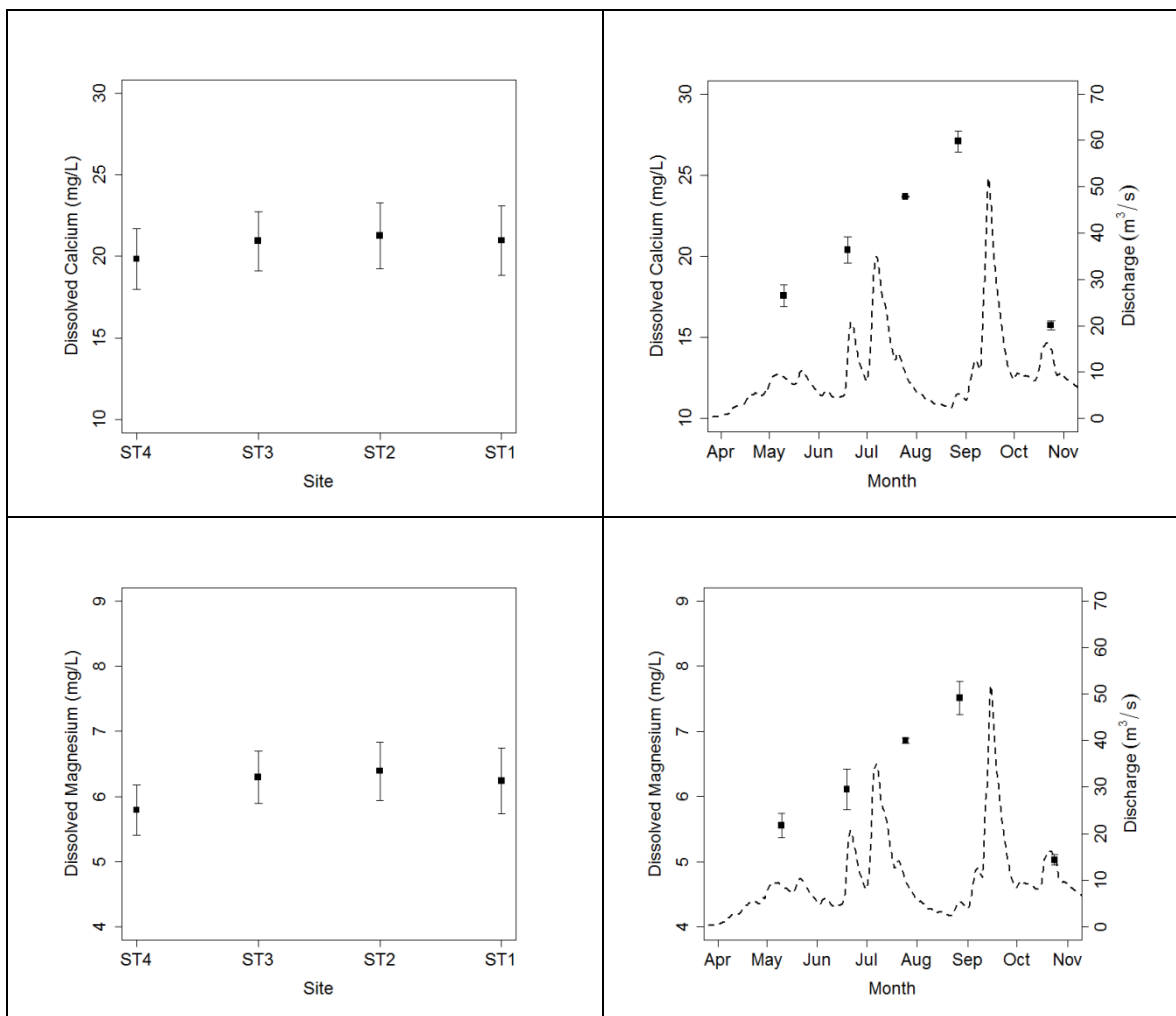 Dissolved Calcium (mg/L)
30
25
20
15
10
ST4 ST3 ST2 ST1
Site
Dissolved Calcium (mg/L)
30
25
20
15
10
70
60
50
40
30
20
10
0
Discharge (m³/s)
Apr May Jun Jul Aug Sep Oct Nov
Month
Dissolved Magnesium (mg/L)
9
8
7
6
5
4
ST4 ST3 ST2 ST1
Site
Dissolved Magnesium (mg/L)
9
8
7
6
5
4
70
60
50
40
30
20
10
0
Discharge (m³/s)
Apr May Jun Jul Aug Sep Oct Nov
Month